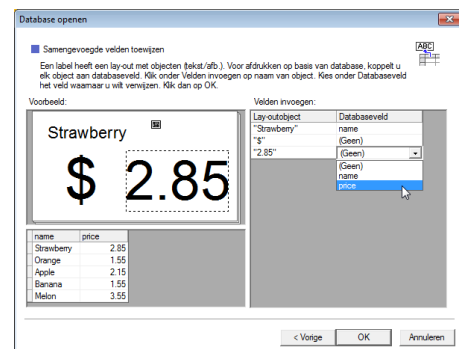 Database openen
Samengevoegde velden toewijzen
ABC
Een label heeft een lay-out met objecten (tekst/afb.). Voor
afdrukken op basis van database, koppelt u
elk object aan databaseveld. Klik onder Velden invoegen
op naam van object. Kies onder Databaseveld
het veld waarnaar u wilt verwijzen. Klik dan op OK.
Voorbeeld:
Velden invoegen:
Strawberry
$ 2.85
Lay-outobject Databaseveld
"Strawberry" name
"$" (Geen)
"2.85" (Geen)
(Geen)
name
price
name price
Strawberry 2.85
Orange 1.55
Apple 2.15
Banana 1.55
Melon 3.55
< Vorige OK Annuleren